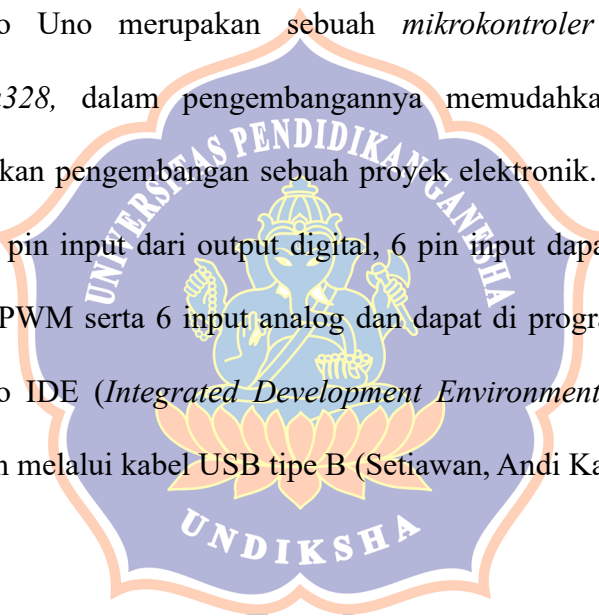 o Uno merupakan sebuah mikrokontroler
328, dalam pengembangannya memudahka
kan pengembangan sebuah proyek elektronik.
pin input dari output digital, 6 pin input dapa
PWM serta 6 input analog dan dapat di progra
o IDE (Integrated Development Environment
n melalui kabel USB tipe B (Setiawan, Andi Ka
UNIVERSITAS PENDIDIKAN GANESHA
UNDIKSHA